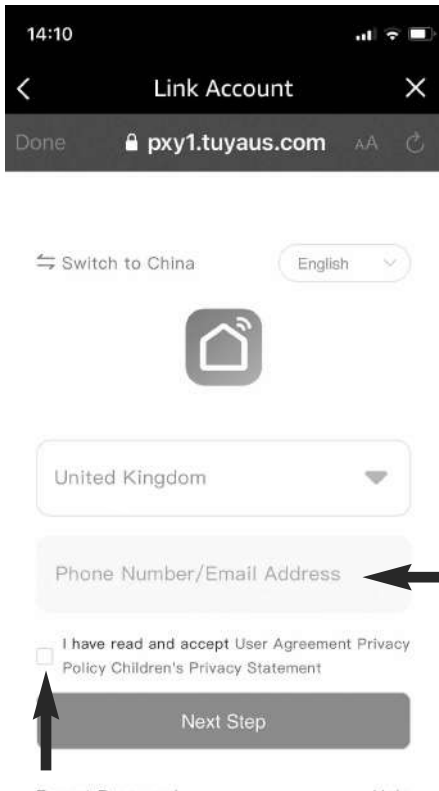 14:10
Link Account
Done pxy1.tuyaus.com AA
Switch to China English
United Kingdom
Phone Number/Email Address
I have read and accept User Agreement Privacy
Policy Children's Privacy Statement
Next Step